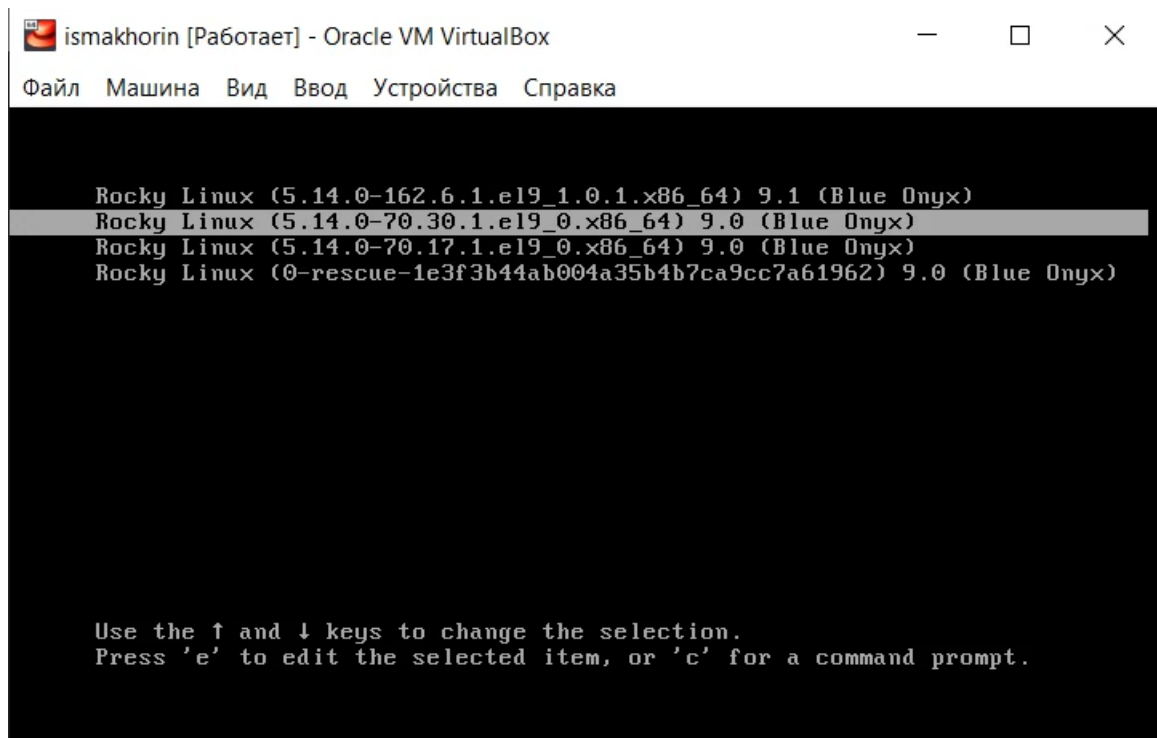 ismakhorin [Работает] - Oracle VM VirtualBox
Файл Машина Вид Ввод Устройства Справка
Rocky Linux (5.14.0-162.6.1.el9_1.0.1.x86_64) 9.1 (Blue Onyx)
Rocky Linux (5.14.0-70.30.1.el9_0.x86_64) 9.0 (Blue Onyx)
Rocky Linux (5.14.0-70.17.1.el9_0.x86_64) 9.0 (Blue Onyx)
Rocky Linux (0-rescue-1e3f3b44ab004a35b4b7ca9cc7a61962) 9.0 (Blue Onyx)
Use the ↑ and ↓ keys to change the selection.
Press 'e' to edit the selected item, or 'c' for a command prompt.